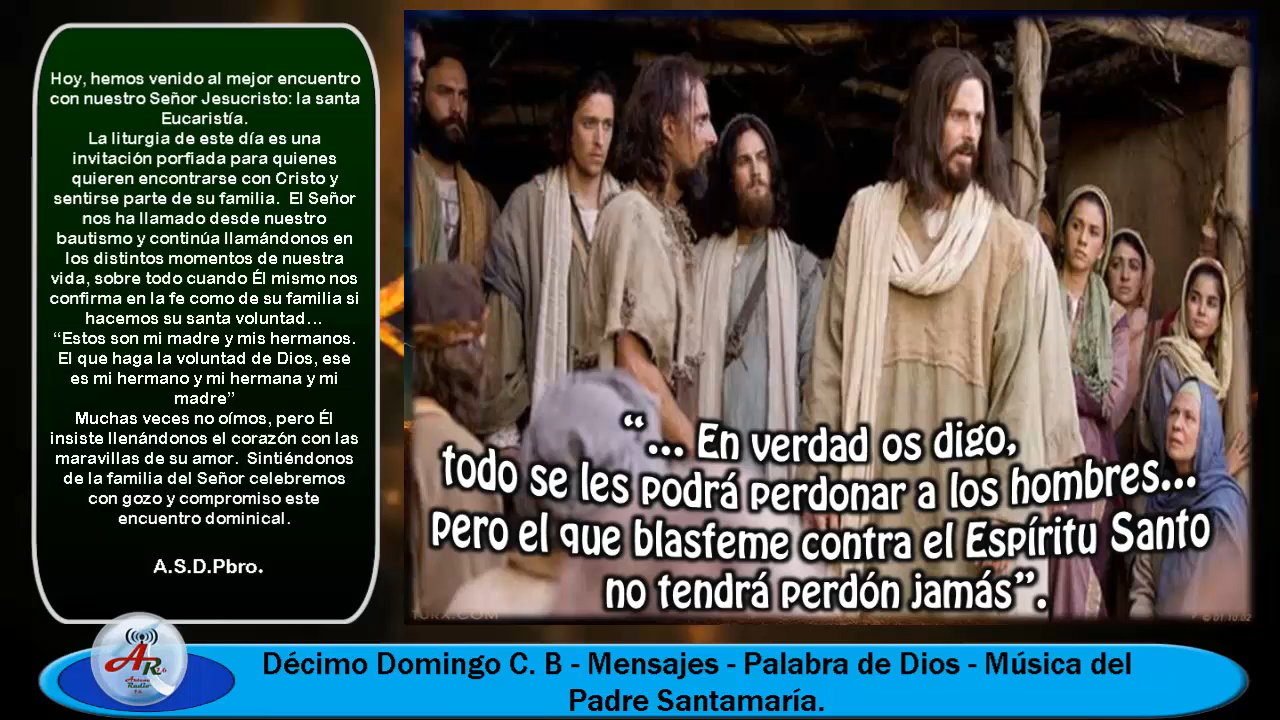 Hoy, hemos venido al mejor encuentro
con nuestro Señor Jesucristo: la santa
Eucaristía.
La liturgia de este día es una
invitación porfiada para quienes
quieren encontrarse con Cristo y
sentirse parte de su familia.  El Señor
nos ha llamado desde nuestro
bautismo y continúa llamándonos en
los distintos momentos de nuestra
vida, sobre todo cuando Él mismo nos
confirma en la fe como de su familia si
hacemos su santa voluntad…
“Estos son mi madre y mis hermanos.
El que haga la voluntad de Dios, ese
es mi hermano y mi hermana y mi
madre”
Muchas veces no oímos, pero Él
insiste llenándonos el corazón con las
maravillas de su amor.  Sintiéndonos
de la familia del Señor celebremos
con gozo y compromiso este
encuentro dominical.
A.S.D.Pbro.
“... En verdad os digo,
todo se les podrá perdonar a los hombres...
pero el que blasfeme contra el Espíritu Santo
no tendrá perdón jamás”.
AR
Radio
Décimo Domingo C. B - Mensajes - Palabra de Dios - Música del
Padre Santamaría.